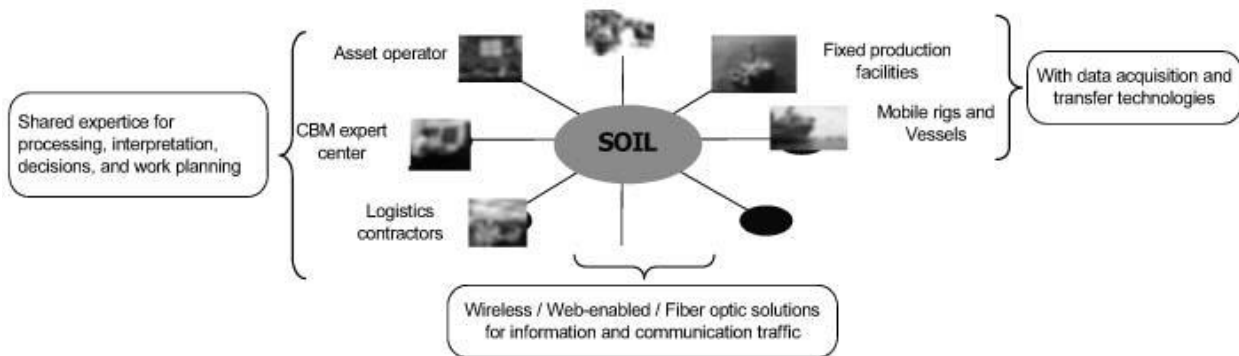 Asset operator
Fixed production
facilities
With data acquisition and
transfer technologies
Shared expertice for
processing, interpretation,
decisions, and work planning
CBM expert
center
SOIL
Mobile rigs and
Vessels
Logistics
contractors
Wireless / Web-enabled / Fiber optic solutions
for information and communication traffic